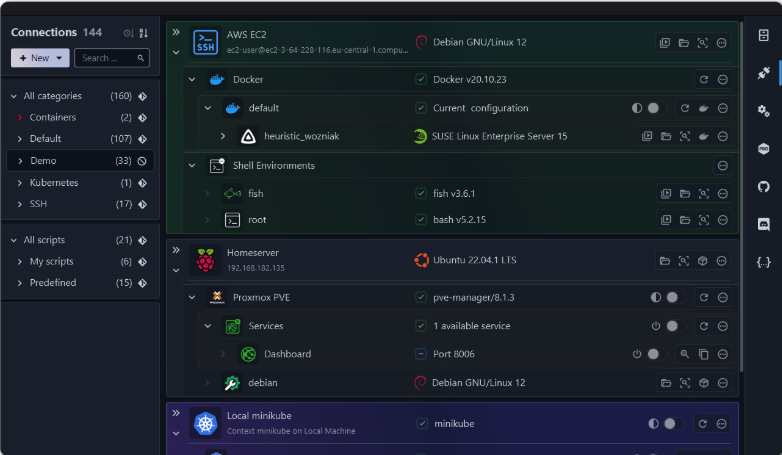 Connections 144
+ New
Search ...
All categories (160)
Containers (2)
Default (107)
Demo (33)
Kubernetes (1)
SSH (17)
All scripts (21)
My scripts (6)
Predefined (15)
SSH
AWS EC2
ec2-user@ec2-3-64-228-116.eu-central-1.compu...
Debian GNU/Linux 12
Docker
Docker v20.10.23
default
Current configuration
heuristic_wozniak
SUSE Linux Enterprise Server 15
Shell Environments
fish
fish v3.6.1
root
bash v5.2.15
Homeserver
192.168.182.135
Ubuntu 22.04.1 LTS
Proxmox PVE
pve-manager/8.1.3
Services
1 available service
Dashboard
Port 8006
debian
Debian GNU/Linux 12
Local minikube
Context minikube on Local Machine
minikube
PRO
{..}